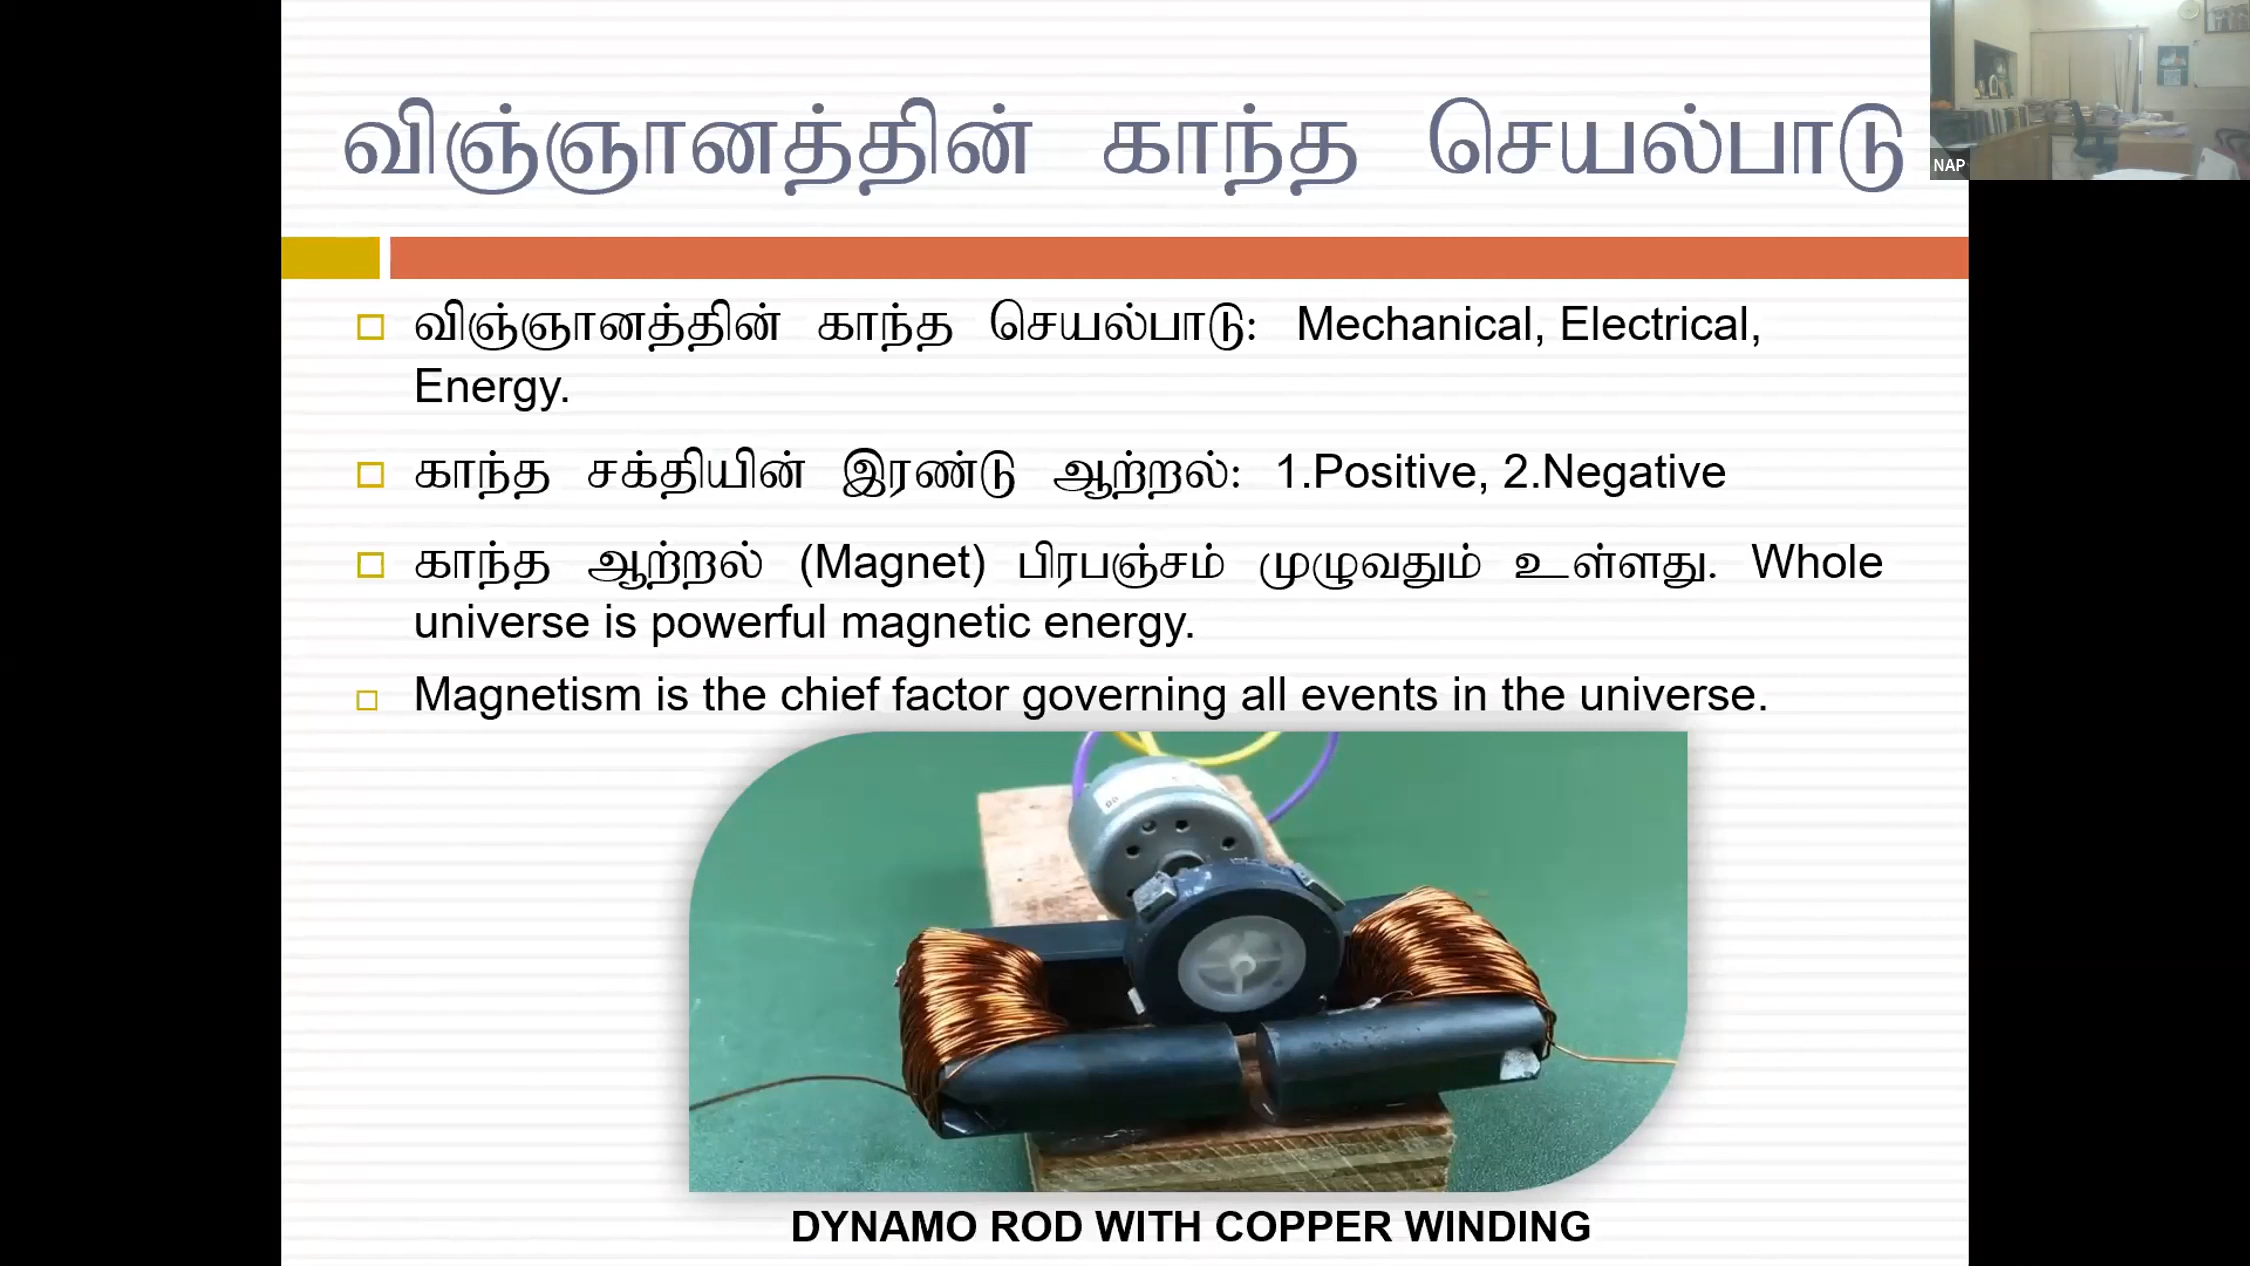 விஞ்ஞானத்தின் காந்த செயல்பாடு
NAP
விஞ்ஞானத்தின் காந்த செயல்பாடு: Mechanical, Electrical,
Energy.
காந்த சக்தியின் இரண்டு ஆற்றல்: 1.Positive, 2.Negative
காந்த ஆற்றல் (Magnet) பிரபஞ்சம் முழுவதும் உள்ளது. Whole
universe is powerful magnetic energy.
Magnetism is the chief factor governing all events in the universe.
DYNAMO ROD WITH COPPER WINDING